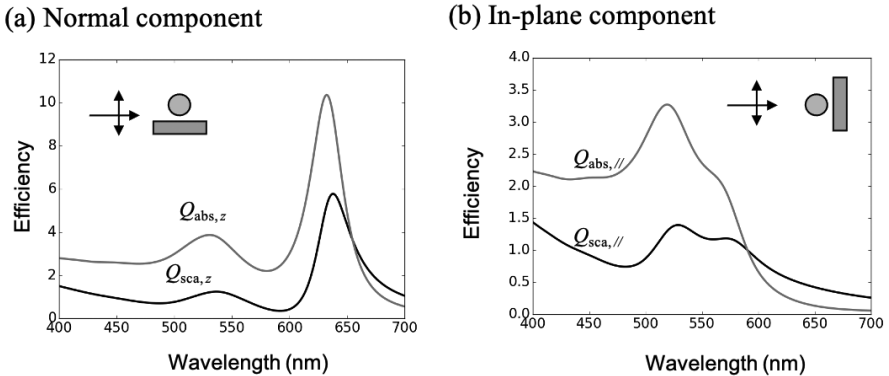 (a) Normal component
12
10
8
6
4
2
0
400 450 500 550 600 650 700
Efficiency
Wavelength (nm)
Qabs, z
Qsca, z
(b) In-plane component
4.0
3.5
3.0
2.5
2.0
1.5
1.0
0.5
0.0
400 450 500 550 600 650 700
Efficiency
Wavelength (nm)
Qabs, //
Qsca, //